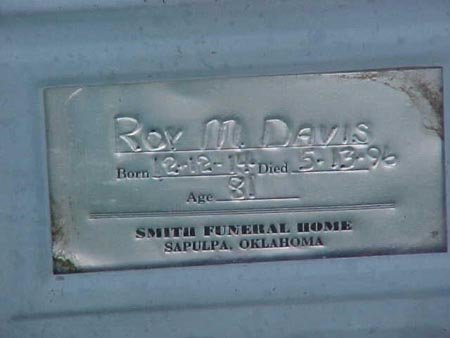 ROY M. DAVIS
Born 12-12-14 Died 5-13-96
Age 81
SMITH FUNERAL HOME
SAPULPA, OKLAHOMA